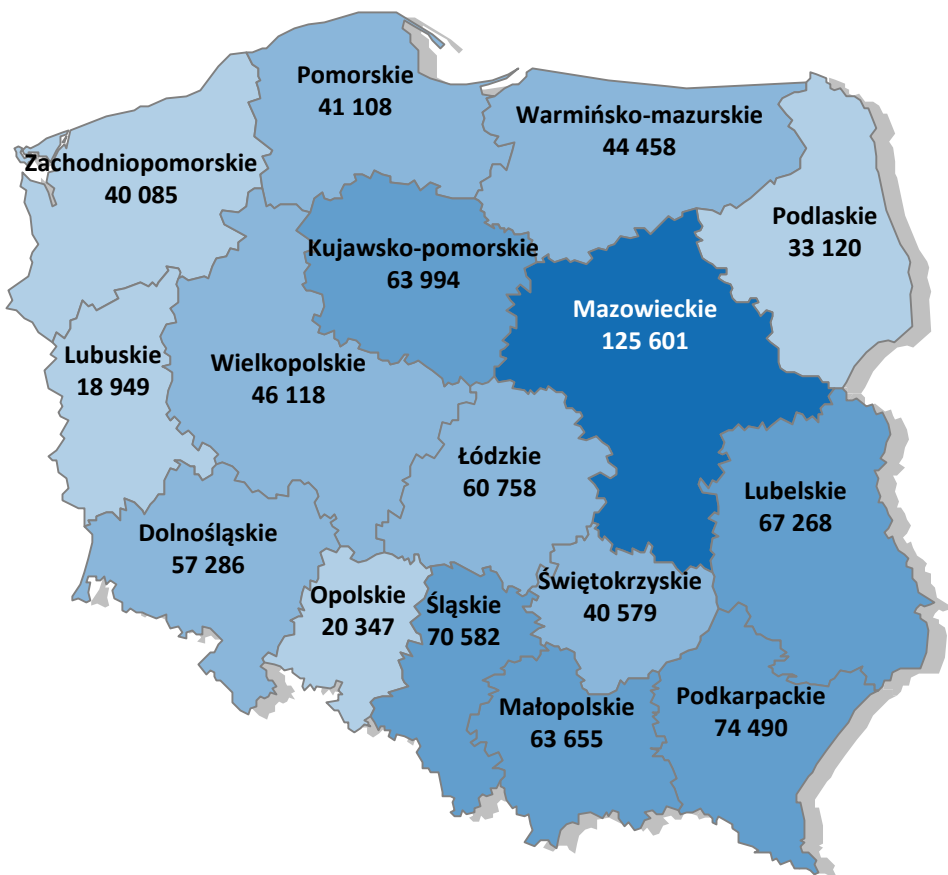 Pomorskie
41 108
Warmińsko-mazurskie
44 458
Zachodniopomorskie
40 085
Podlaskie
33 120
Kujawsko-pomorskie
63 994
Mazowieckie
125 601
Lubuskie
18 949
Wielkopolskie
46 118
Łódzkie
60 758
Lubelskie
67 268
Dolnośląskie
57 286
Opolskie
20 347
Śląskie
70 582
Świętokrzyskie
40 579
Małopolskie
63 655
Podkarpackie
74 490